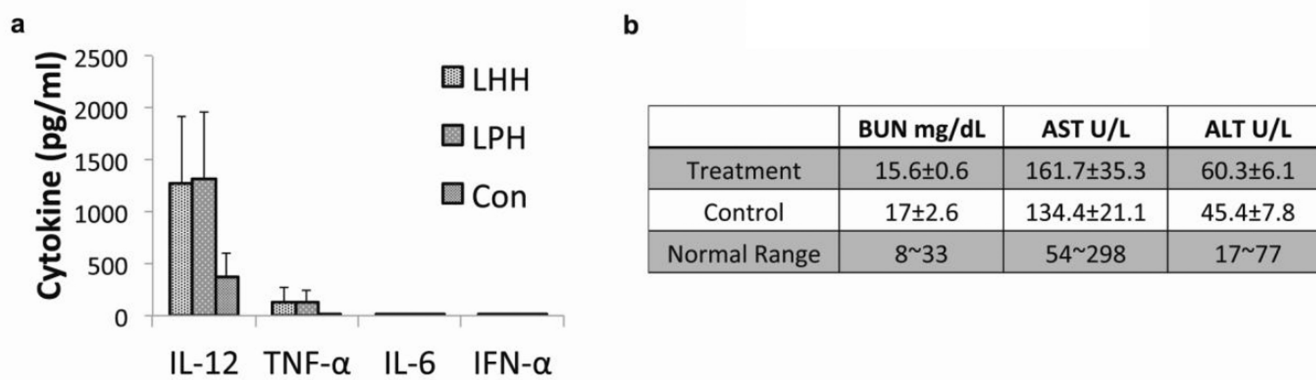 a
Cytokine (pg/ml)
2500
2000
1500
1000
500
0
LHH
LPH
Con
IL-12 TNF-α IL-6 IFN-α
b
BUN mg/dL AST U/L ALT U/L
Treatment 15.6±0.6 161.7±35.3 60.3±6.1
Control 17±2.6 134.4±21.1 45.4±7.8
Normal Range 8~33 54~298 17~77